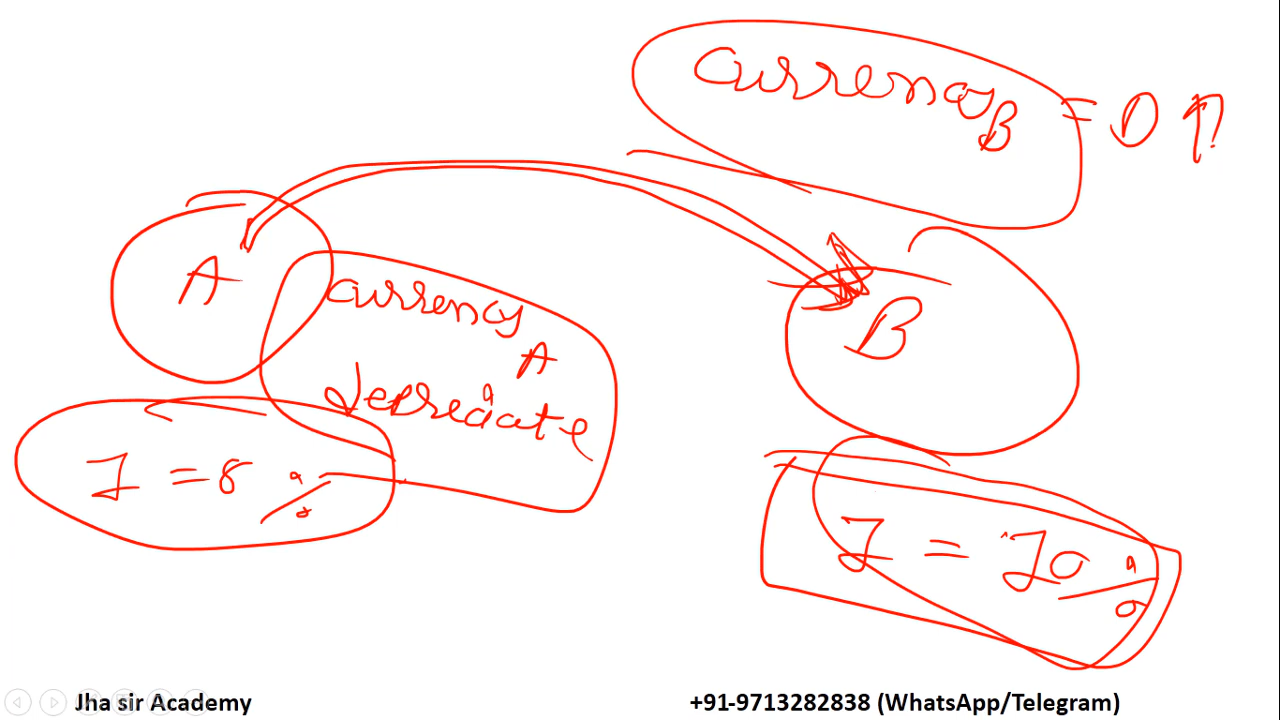 currency B = D ↑
A
currency A
depreciate
B
I = 8 %
I = 10 %
Jha sir Academy
+91-9713282838 (WhatsApp/Telegram)